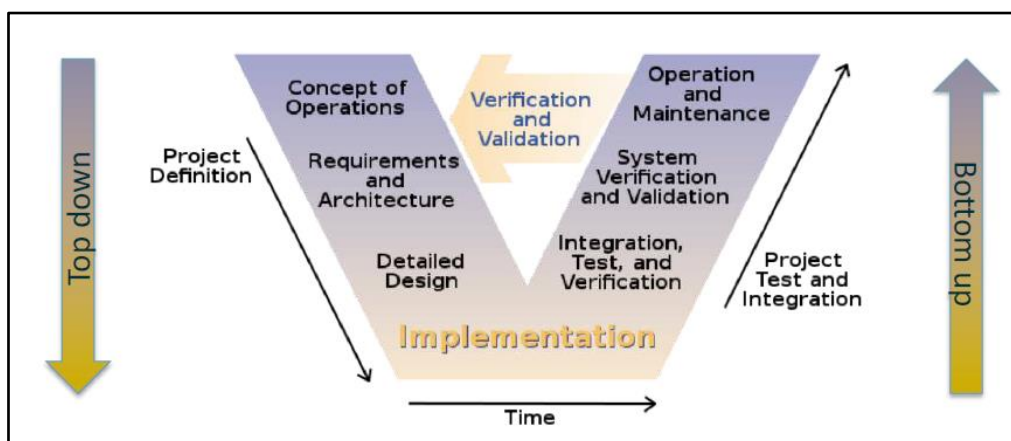 Top down
Project
Definition
Concept of
Operations
Requirements
and
Architecture
Detailed
Design
Verification
and
Validation
Operation
and
Maintenance
System
Verification
and Validation
Integration,
Test, and
Verification
Implementation
Project
Test and
Integration
Time
Bottom up